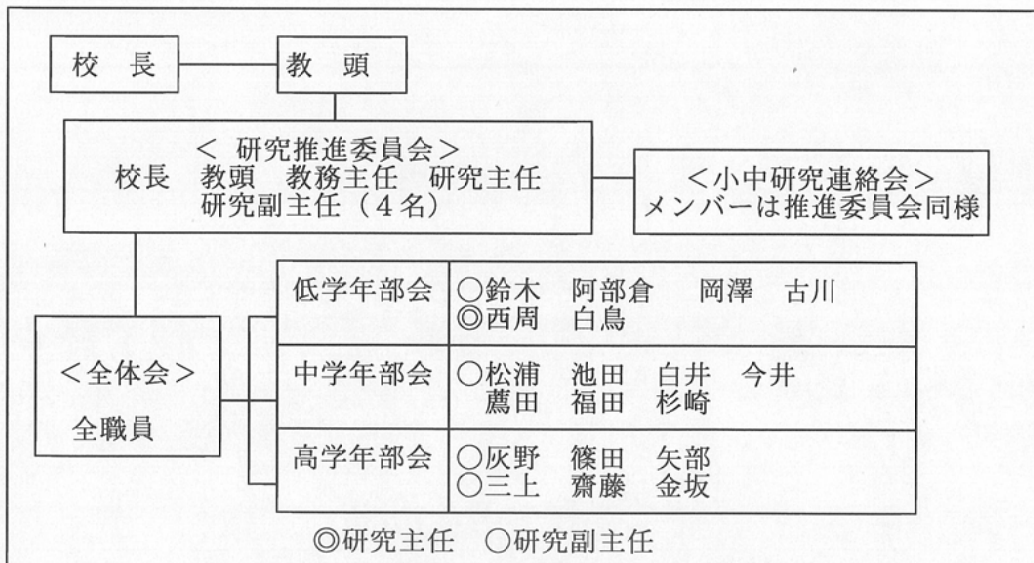 校　長　教　頭
＜ 研究推進委員会＞
校長　教頭　教務主任　研究主任
研究副主任（４名）
＜小中研究連絡会＞
メンバーは推進委員会同様
＜全体会＞
全職員
低学年部会　○鈴木　阿部倉　岡澤　古川
◎西周　白鳥
中学年部会　○松浦　池田　白井　今井
薦田　福田　杉崎
高学年部会　○灰野　篠田　矢部
○三上　齋藤　金坂
◎研究主任　○研究副主任